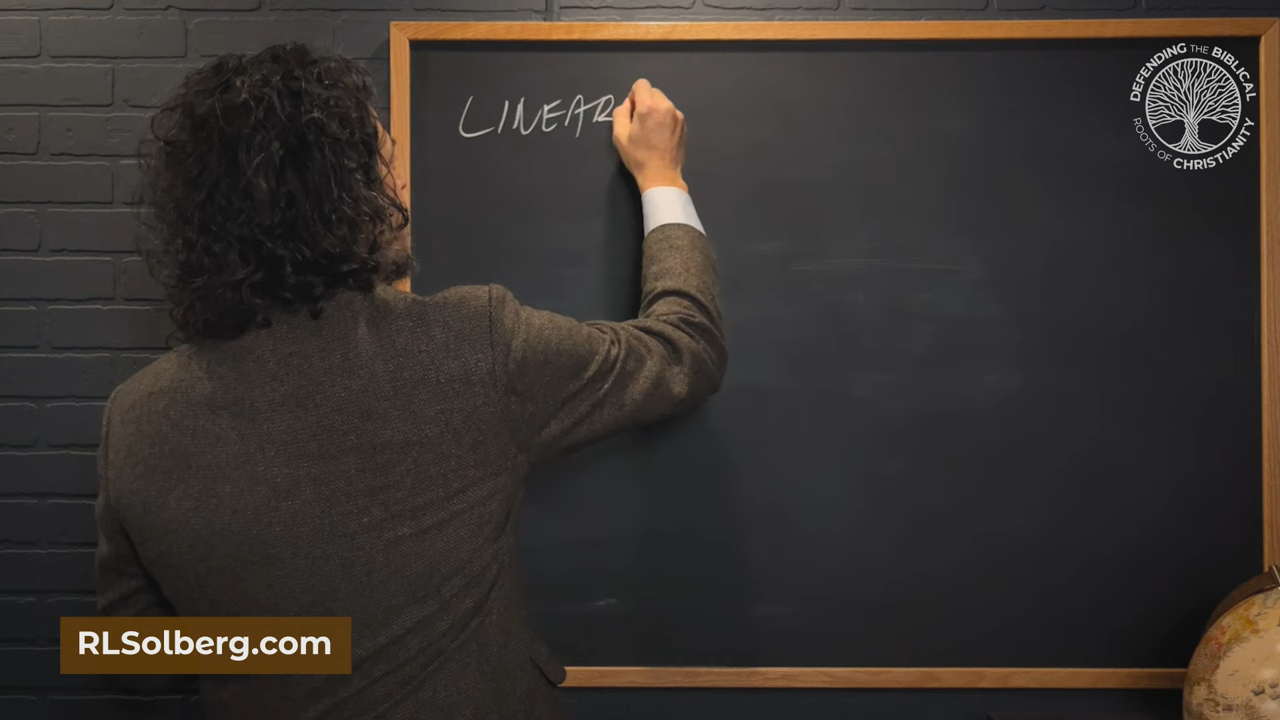 LINEAR
DEFENDING THE BIBLICAL
ROOTS OF CHRISTIANITY
RLSolberg.com